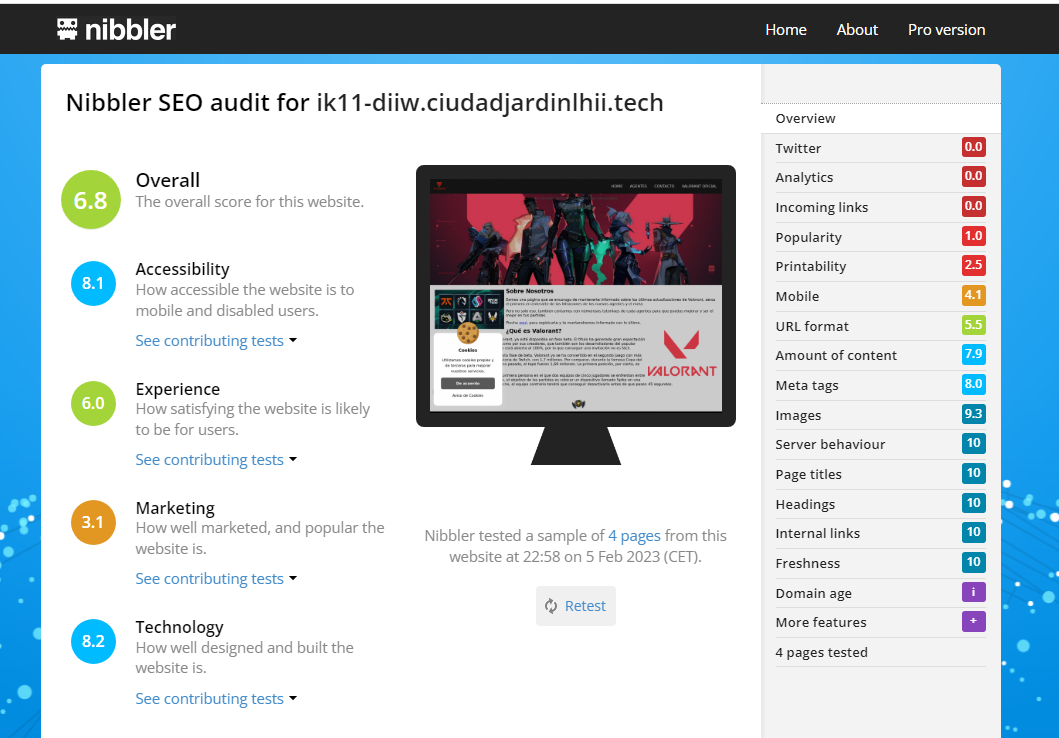 nibbler
Home About Pro version
Nibbler SEO audit for ik11-diiw.ciudadjardinlhii.tech
6.8
Overall
The overall score for this website.
8.1
Accessibility
How accessible the website is to
mobile and disabled users.
See contributing tests
6.0
Experience
How satisfying the website is likely
to be for users.
See contributing tests
3.1
Marketing
How well marketed, and popular the
website is.
See contributing tests
8.2
Technology
How well designed and built the
website is.
See contributing tests
HOME AGENTES CONTACTO VALORANT OFICIAL
Sobre Nosotros
¿Qué es Valorant?
Cookies
De acuerdo
Aviso de Cookies
VALORANT
Nibbler tested a sample of 4 pages from this
website at 22:58 on 5 Feb 2023 (CET).
Retest
Overview
Twitter 0.0
Analytics 0.0
Incoming links 0.0
Popularity 1.0
Printability 2.5
Mobile 4.1
URL format 5.5
Amount of content 7.9
Meta tags 8.0
Images 9.3
Server behaviour 10
Page titles 10
Headings 10
Internal links 10
Freshness 10
Domain age i
More features +
4 pages tested